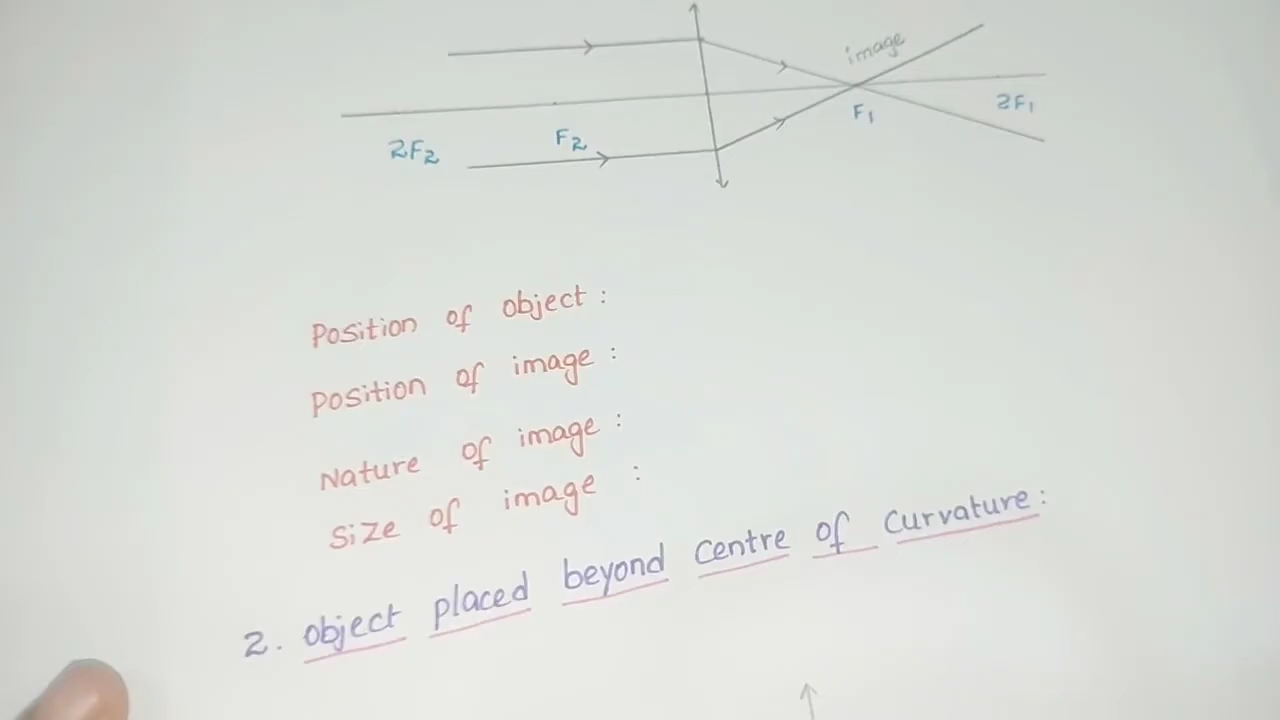 image
2F₂ F₂ F₁ 2F₁
Position of object :
Position of image :
Nature of image :
Size of image :
2. Object placed beyond Centre of Curvature :